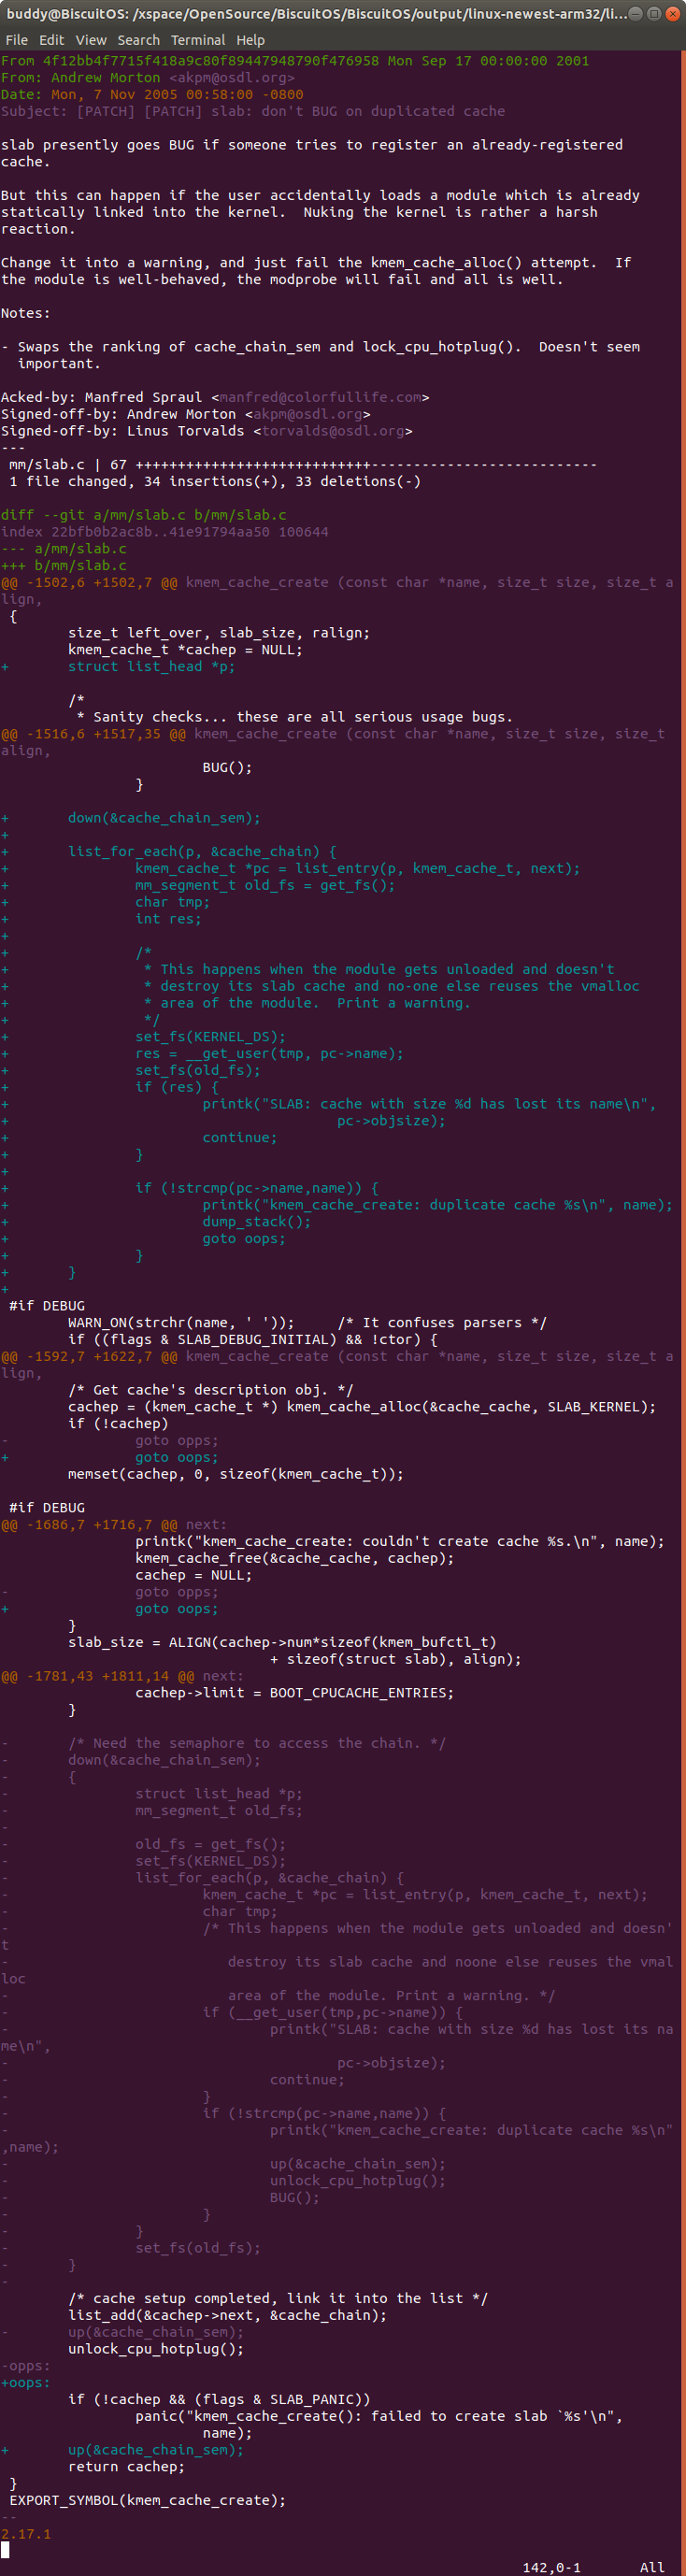 buddy@BiscuitOS: /xspace/OpenSource/BiscuitOS/BiscuitOS/output/linux-newest-arm32/li...
File Edit View Search Terminal Help
From 4f12bb4f7715f418a9c80f89447948790f476958 Mon Sep 17 00:00:00 2001
From: Andrew Morton <akpm@osdl.org>
Date: Mon, 7 Nov 2005 00:58:00 -0800
Subject: [PATCH] [PATCH] slab: don't BUG on duplicated cache

slab presently goes BUG if someone tries to register an already-registered
cache.

But this can happen if the user accidentally loads a module which is already
statically linked into the kernel.  Nuking the kernel is rather a harsh
reaction.

Change it into a warning, and just fail the kmem_cache_alloc() attempt.  If
the module is well-behaved, the modprobe will fail and all is well.

Notes:

- Swaps the ranking of cache_chain_sem and lock_cpu_hotplug().  Doesn't seem
  important.

Acked-by: Manfred Spraul <manfred@colorfullife.com>
Signed-off-by: Andrew Morton <akpm@osdl.org>
Signed-off-by: Linus Torvalds <torvalds@osdl.org>
---
 mm/slab.c | 67 ++++++++++++++++++++++++++++---------------------------
 1 file changed, 34 insertions(+), 33 deletions(-)

diff --git a/mm/slab.c b/mm/slab.c
index 22bfb0b2ac8b..41e91794aa50 100644
--- a/mm/slab.c
+++ b/mm/slab.c
@@ -1502,6 +1502,7 @@ kmem_cache_create (const char *name, size_t size, size_t a
lign,
 {
        size_t left_over, slab_size, ralign;
        kmem_cache_t *cachep = NULL;
+       struct list_head *p;

        /*
         * Sanity checks... these are all serious usage bugs.
@@ -1516,6 +1517,35 @@ kmem_cache_create (const char *name, size_t size, size_t
align,
                        BUG();
                }

+       down(&cache_chain_sem);
+
+       list_for_each(p, &cache_chain) {
+               kmem_cache_t *pc = list_entry(p, kmem_cache_t, next);
+               mm_segment_t old_fs = get_fs();
+               char tmp;
+               int res;
+
+               /*
+                * This happens when the module gets unloaded and doesn't
+                * destroy its slab cache and no-one else reuses the vmalloc
+                * area of the module.  Print a warning.
+                */
+               set_fs(KERNEL_DS);
+               res = __get_user(tmp, pc->name);
+               set_fs(old_fs);
+               if (res) {
+                       printk("SLAB: cache with size %d has lost its name\n",
+                                       pc->objsize);
+                       continue;
+               }
+
+               if (!strcmp(pc->name,name)) {
+                       printk("kmem_cache_create: duplicate cache %s\n", name);
+                       dump_stack();
+                       goto oops;
+               }
+       }
+
 #if DEBUG
        WARN_ON(strchr(name, ' '));     /* It confuses parsers */
        if ((flags & SLAB_DEBUG_INITIAL) && !ctor) {
@@ -1592,7 +1622,7 @@ kmem_cache_create (const char *name, size_t size, size_t a
lign,
        /* Get cache's description obj. */
        cachep = (kmem_cache_t *) kmem_cache_alloc(&cache_cache, SLAB_KERNEL);
        if (!cachep)
-               goto opps;
+               goto oops;
        memset(cachep, 0, sizeof(kmem_cache_t));

 #if DEBUG
@@ -1686,7 +1716,7 @@ next:
                printk("kmem_cache_create: couldn't create cache %s.\n", name);
                kmem_cache_free(&cache_cache, cachep);
                cachep = NULL;
-               goto opps;
+               goto oops;
        }
        slab_size = ALIGN(cachep->num*sizeof(kmem_bufctl_t)
                                + sizeof(struct slab), align);
@@ -1781,43 +1811,14 @@ next:
                cachep->limit = BOOT_CPUCACHE_ENTRIES;
        }

-       /* Need the semaphore to access the chain. */
-       down(&cache_chain_sem);
-       {
-               struct list_head *p;
-               mm_segment_t old_fs;
-
-               old_fs = get_fs();
-               set_fs(KERNEL_DS);
-               list_for_each(p, &cache_chain) {
-                       kmem_cache_t *pc = list_entry(p, kmem_cache_t, next);
-                       char tmp;
-                       /* This happens when the module gets unloaded and doesn'
t
-                          destroy its slab cache and noone else reuses the vmal
loc
-                          area of the module. Print a warning. */
-                       if (__get_user(tmp,pc->name)) {
-                               printk("SLAB: cache with size %d has lost its na
me\n",
-                                       pc->objsize);
-                               continue;
-                       }
-                       if (!strcmp(pc->name,name)) {
-                               printk("kmem_cache_create: duplicate cache %s\n"
,name);
-                               up(&cache_chain_sem);
-                               unlock_cpu_hotplug();
-                               BUG();
-                       }
-               }
-               set_fs(old_fs);
-       }
-
        /* cache setup completed, link it into the list */
        list_add(&cachep->next, &cache_chain);
-       up(&cache_chain_sem);
        unlock_cpu_hotplug();
-opps:
+oops:
        if (!cachep && (flags & SLAB_PANIC))
                panic("kmem_cache_create(): failed to create slab `%s'\n",
                        name);
+       up(&cache_chain_sem);
        return cachep;
 }
 EXPORT_SYMBOL(kmem_cache_create);
--
2.17.1
142,0-1 All